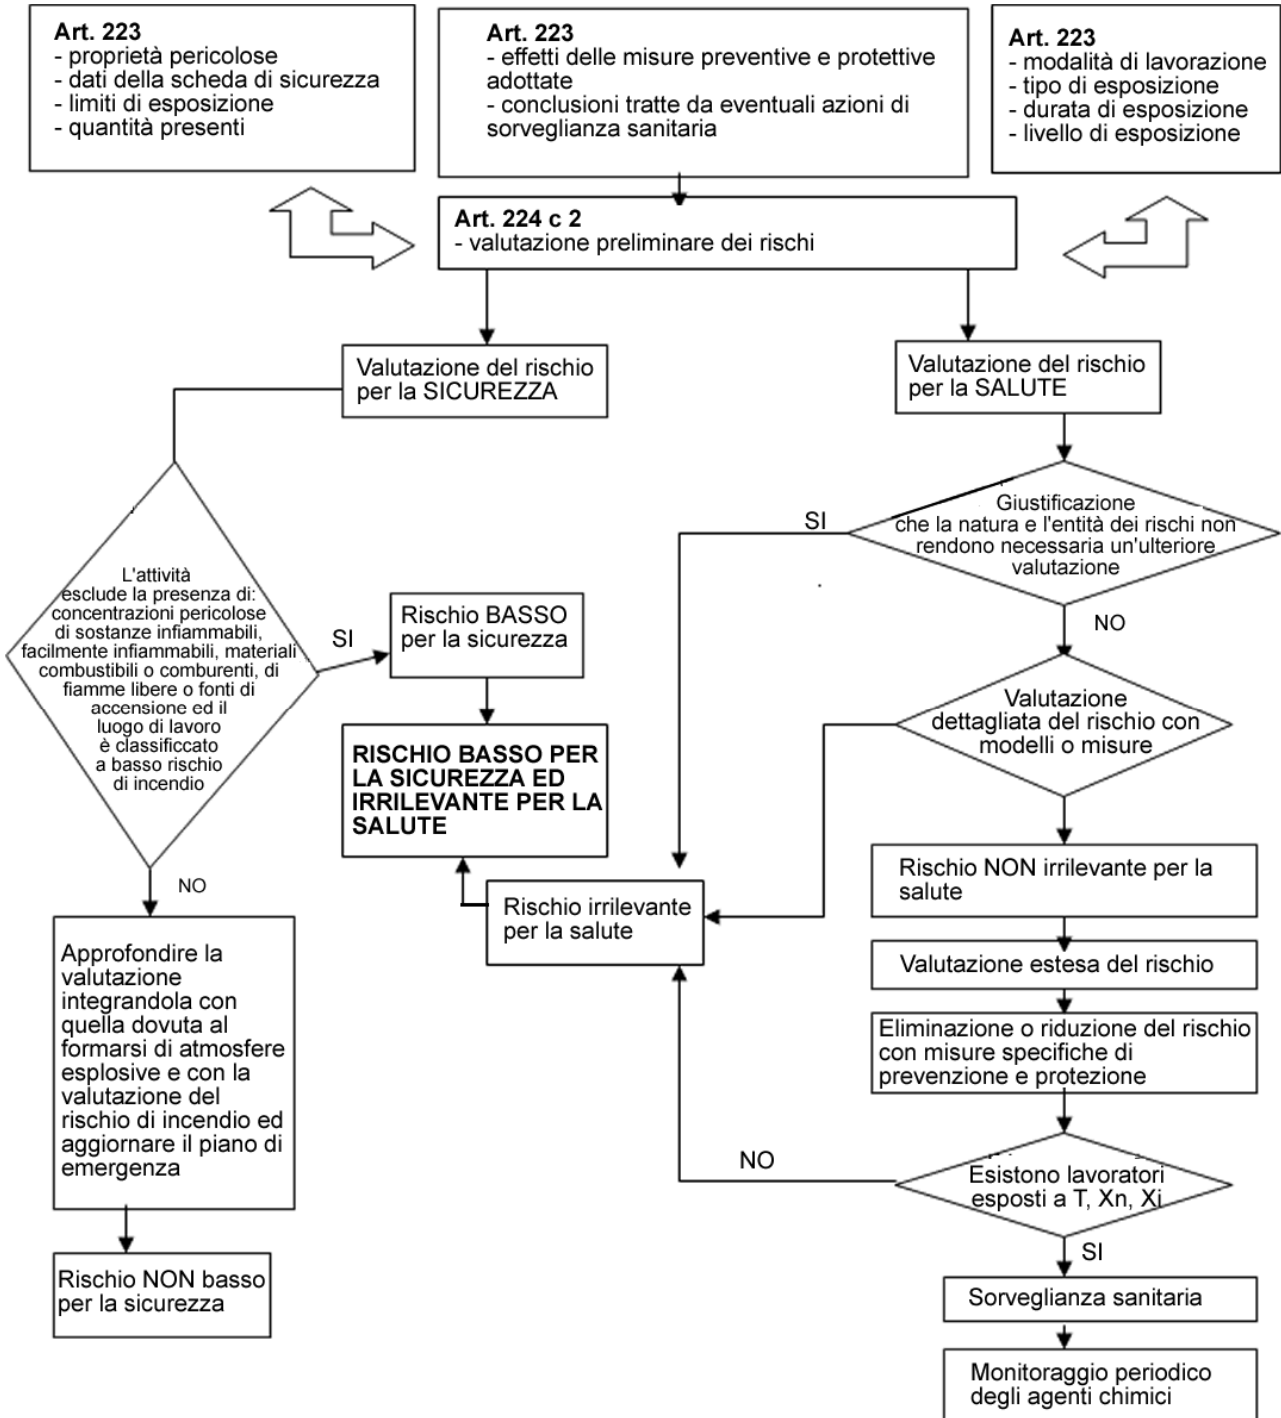 Art. 223
- proprietà pericolose
- dati della scheda di sicurezza
- limiti di esposizione
- quantità presenti
Art. 223
- effetti delle misure preventive e protettive
adottate
- conclusioni tratte da eventuali azioni di
sorveglianza sanitaria
Art. 223
- modalità di lavorazione
- tipo di esposizione
- durata di esposizione
- livello di esposizione
Art. 224 c 2
- valutazione preliminare dei rischi
Valutazione del rischio
per la SICUREZZA
Valutazione del rischio
per la SALUTE
L'attività
esclude la presenza di:
concentrazioni pericolose
di sostanze infiammabili,
facilmente infiammabili, materiali
combustibili o comburenti, di
fiamme libere o fonti di
accensione ed il
luogo di lavoro
è classificcato
a basso rischio
di incendio
SI
Rischio BASSO
per la sicurezza
RISCHIO BASSO PER
LA SICUREZZA ED
IRRILEVANTE PER LA
SALUTE
NO
Approfondire la
valutazione
integrandola con
quella dovuta al
formarsi di atmosfere
esplosive e con la
valutazione del
rischio di incendio ed
aggiornare il piano di
emergenza
Rischio NON basso
per la sicurezza
SI
Giustificazione
che la natura e l'entità dei rischi non
rendono necessaria un'ulteriore
valutazione
NO
Valutazione
dettagliata del rischio con
modelli o misure
Rischio irrilevante
per la salute
Rischio NON irrilevante per la
salute
Valutazione estesa del rischio
Eliminazione o riduzione del rischio
con misure specifiche di
prevenzione e protezione
NO
Esistono lavoratori
esposti a T, Xn, Xi
SI
Sorveglianza sanitaria
Monitoraggio periodico
degli agenti chimici